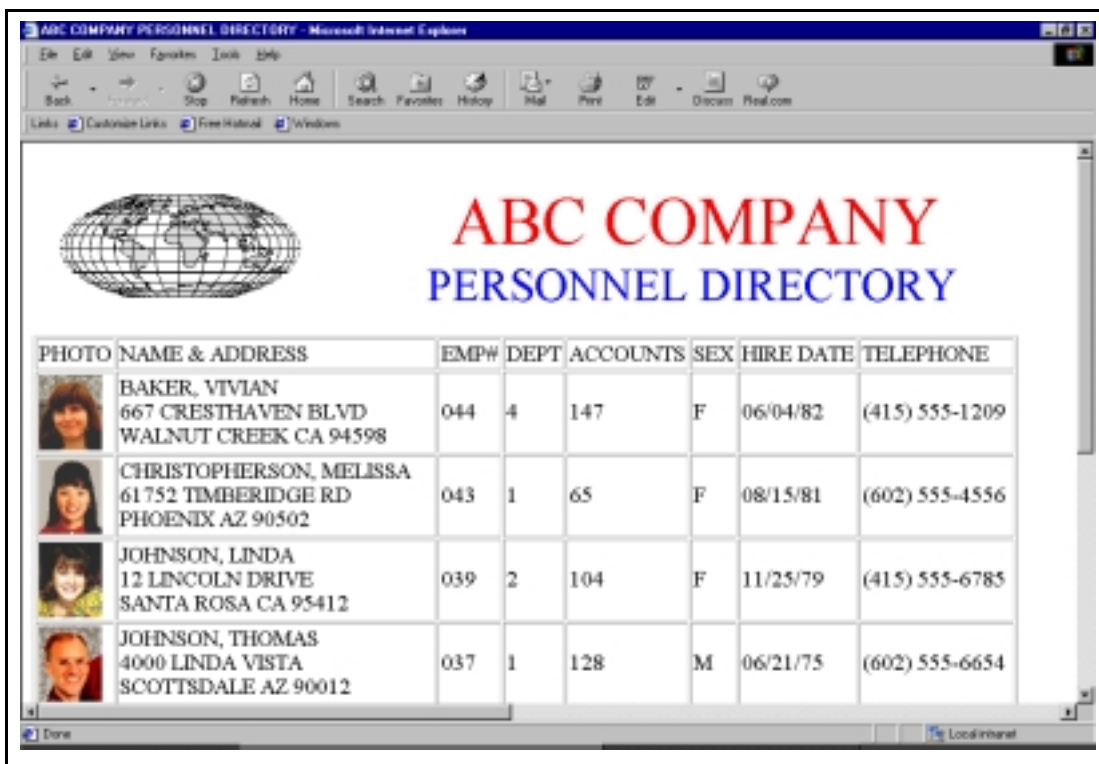 ABC COMPANY PERSONNEL DIRECTORY - Microsoft Internet Explorer
File Edit View Favorites Tools Help
Back Forward Stop Refresh Home Search Favorites History Mail Print Edit Discuss Real.com
Links Customize Links Free Hotmail Windows
ABC COMPANY
PERSONNEL DIRECTORY
PHOTO NAME & ADDRESS EMP# DEPT ACCOUNTS SEX HIRE DATE TELEPHONE
BAKER, VIVIAN
667 CRESTHAVEN BLVD 044 4 147 F 06/04/82 (415) 555-1209
WALNUT CREEK CA 94598
CHRISTOPHERSON, MELISSA
61752 TIMBERIDGE RD 043 1 65 F 08/15/81 (602) 555-4556
PHOENIX AZ 90502
JOHNSON, LINDA
12 LINCOLN DRIVE 039 2 104 F 11/25/79 (415) 555-6785
SANTA ROSA CA 95412
JOHNSON, THOMAS
4000 LINDA VISTA 037 1 128 M 06/21/75 (602) 555-6654
SCOTTSDALE AZ 90012
Done Local intranet